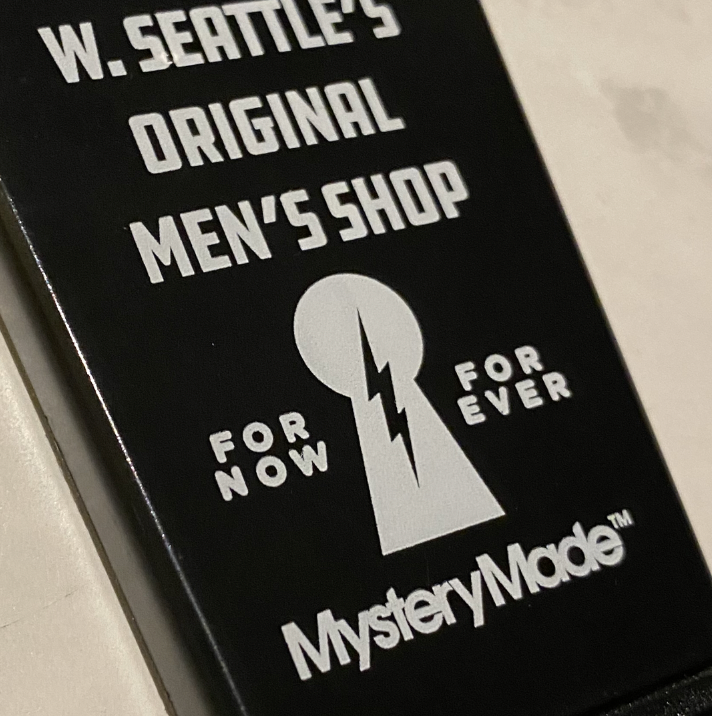 W. SEATTLE'S
ORIGINAL
MEN'S SHOP
FOR
NOW
FOR
EVER
MysteryMade™